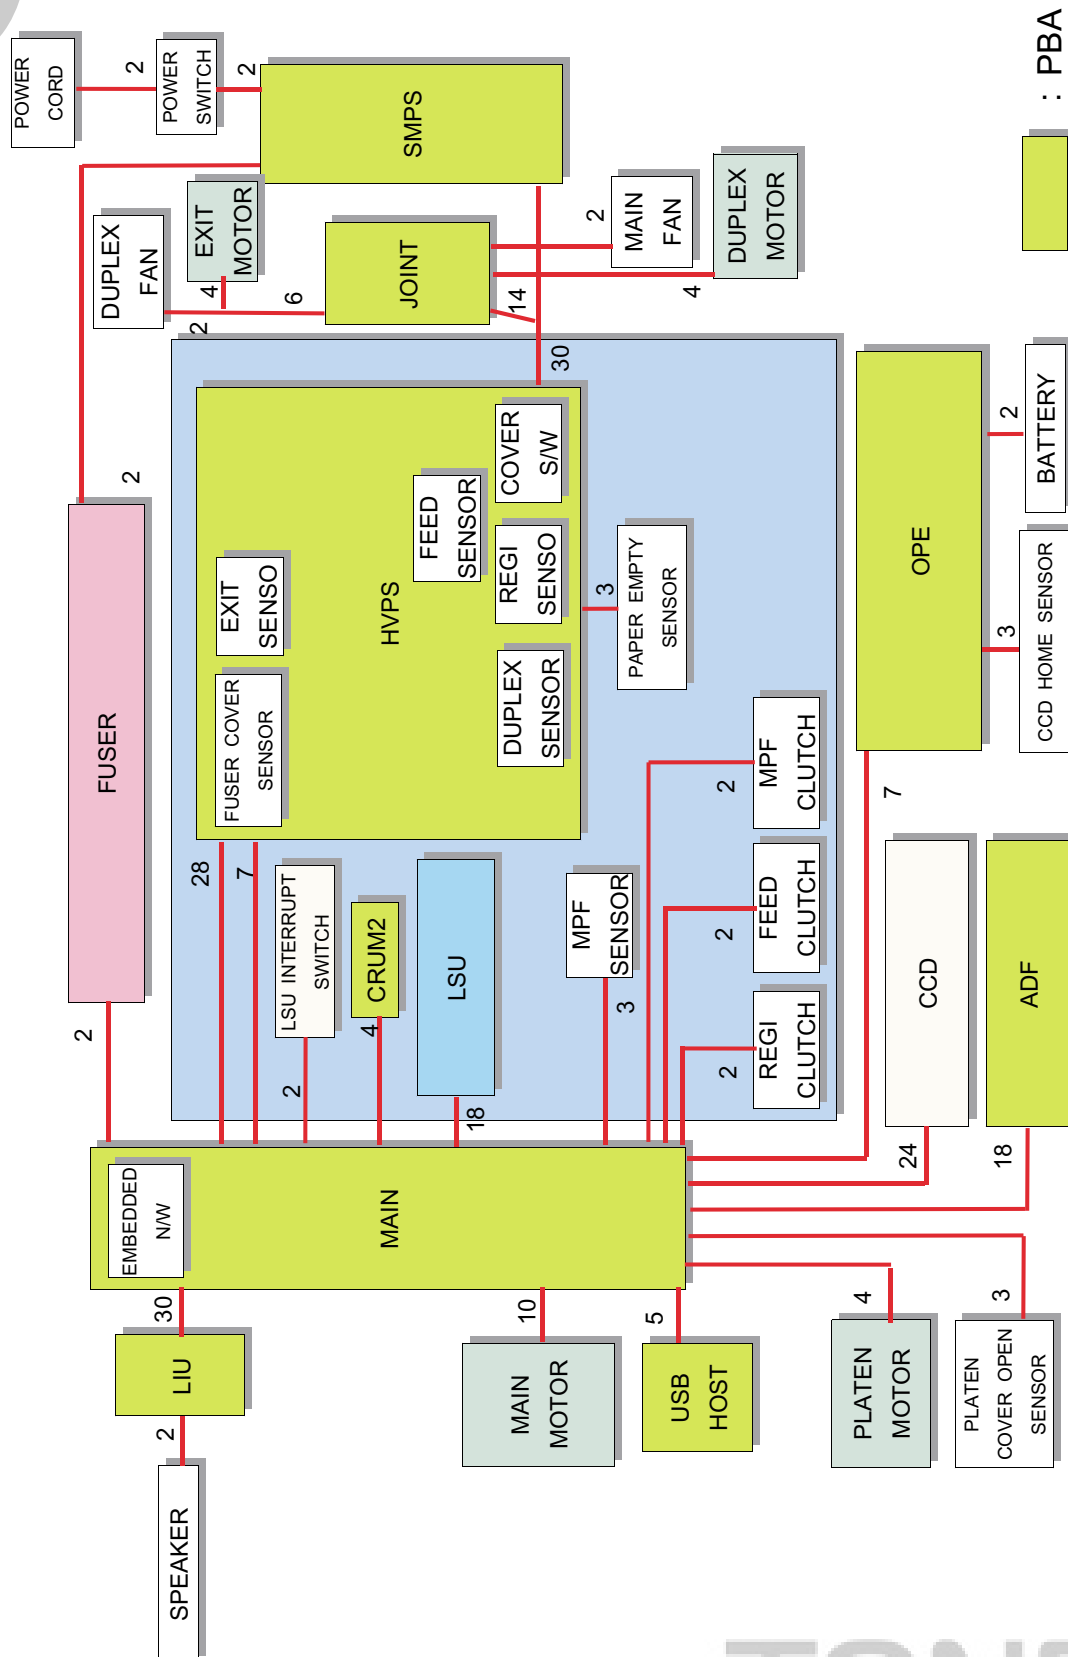 SPEAKER
2
LIU
30
EMBEDDED
N/W
MAIN
MAIN
MOTOR
10
USB
HOST
5
PLATEN
MOTOR
4
PLATEN
COVER OPEN
SENSOR
3
2
FUSER
2
28
7
LSU INTERRUPT
SWITCH
2
CRUM2
4
LSU
18
MPF
SENSOR
3
REGI
CLUTCH
2
FEED
CLUTCH
2
MPF
CLUTCH
2
FUSER COVER
SENSOR
EXIT
SENSO
HVPS
DUPLEX
SENSOR
REGI
SENSO
FEED
SENSOR
COVER
S/W
PAPER EMPTY
SENSOR
3
30
14
DUPLEX
FAN
2
EXIT
MOTOR
4
6
JOINT
MAIN
FAN
2
DUPLEX
MOTOR
4
POWER
CORD
2
POWER
SWITCH
2
SMPS
CCD
24
ADF
18
7
OPE
CCD HOME SENSOR
3
BATTERY
2
: PBA